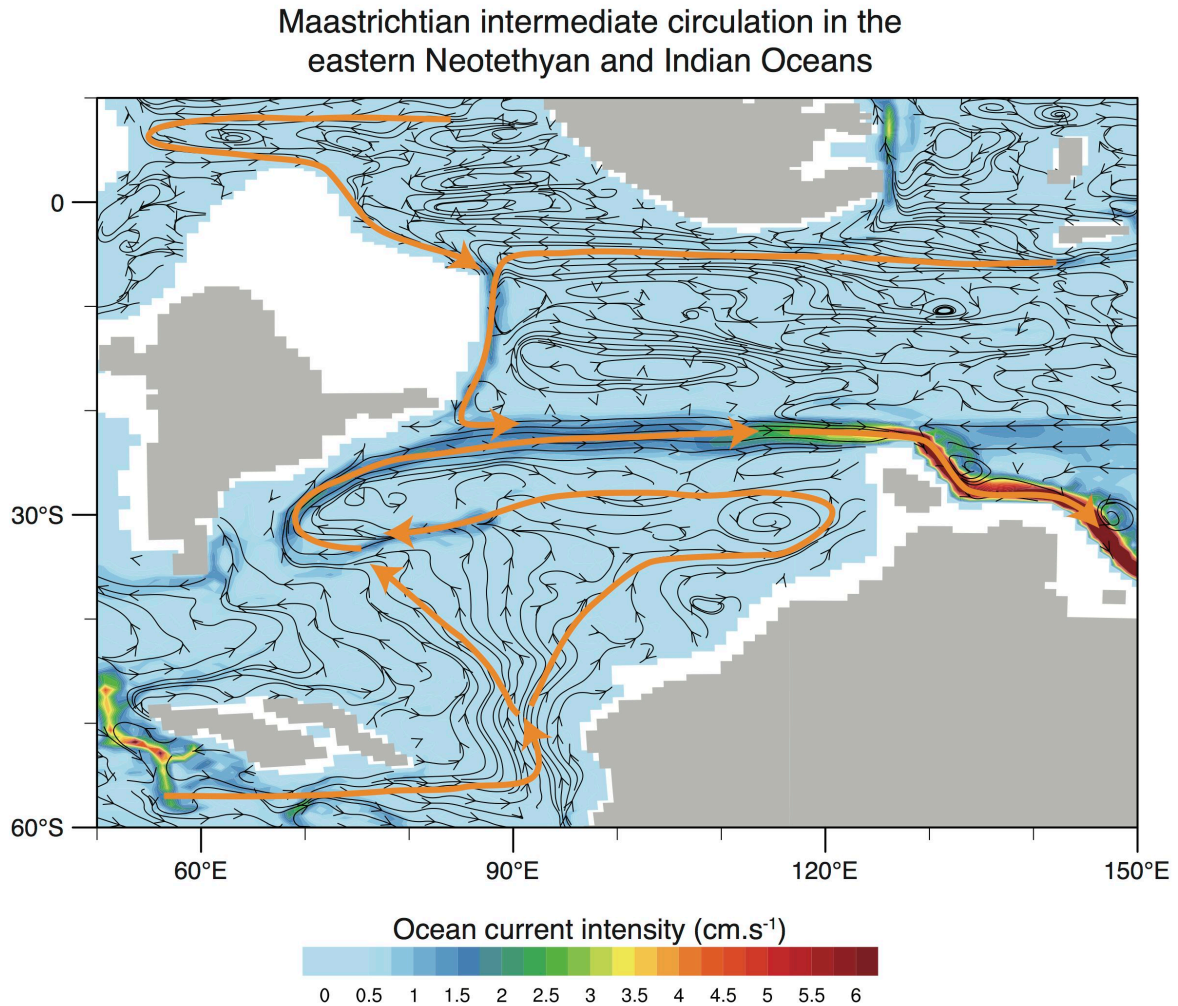 Maastrichtian intermediate circulation in the
eastern Neotethyan and Indian Oceans
0
30°S
60°S
60°E
90°E
120°E
150°E
Ocean current intensity (cm.s-1)
0 0.5 1 1.5 2 2.5 3 3.5 4 4.5 5 5.5 6